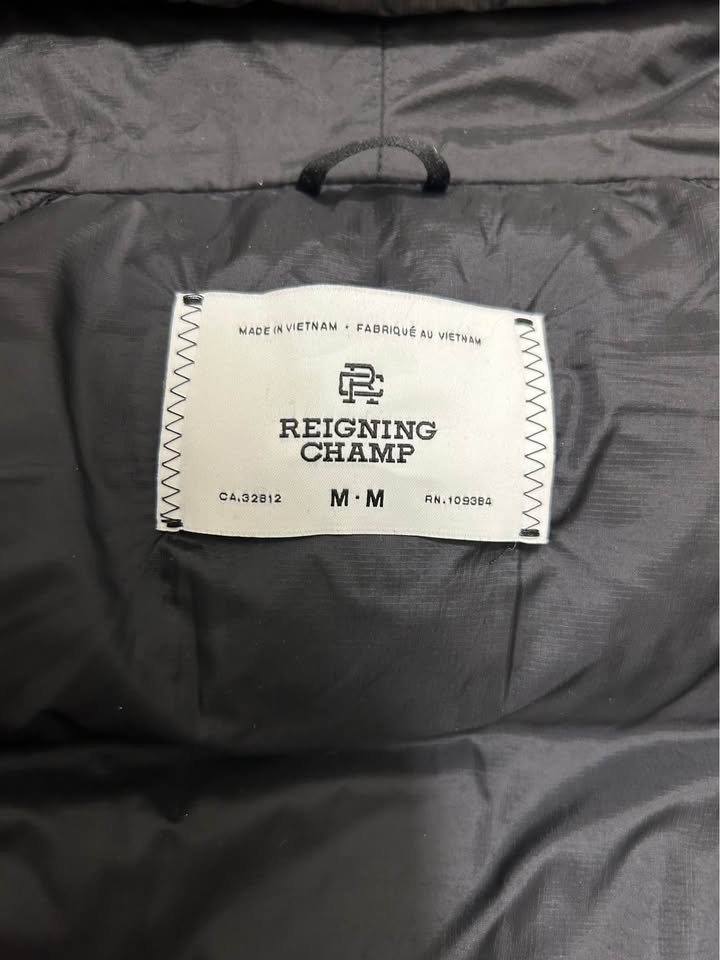 MADE IN VIETNAM • FABRIQUÉ AU VIETNAM
RC
REIGNING
CHAMP
CA.32812 M·M RN.109384